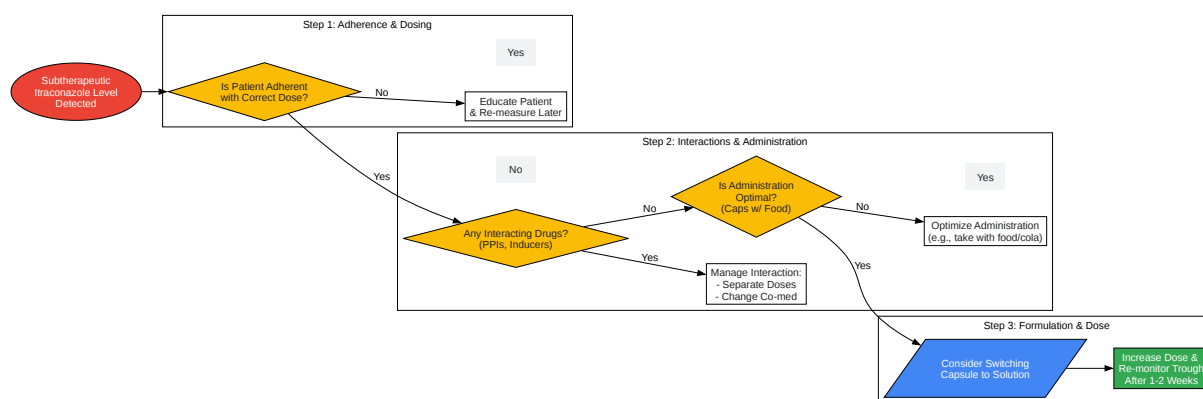 Step 1: Adherence & Dosing
Yes
Subtherapeutic
Itraconazole Level
Detected
Is Patient Adherent
with Correct Dose?
No
Educate Patient
& Re-measure Later
Yes
Step 2: Interactions & Administration
No
Any Interacting Drugs?
(PPIs, Inducers)
No
Is Administration
Optimal?
(Caps w/ Food)
Yes
No
Optimize Administration
(e.g., take with food/cola)
Yes
Manage Interaction:
- Separate Doses
- Change Co-med
Yes
Step 3: Formulation & Dose
Consider Switching
Capsule to Solution
Increase Dose &
Re-monitor Trough
After 1-2 Weeks